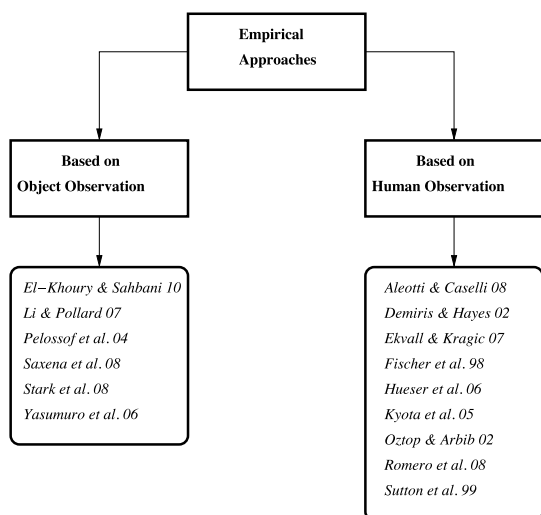 Empirical
Approaches
Based on
Object Observation
Based on
Human Observation
El−Khoury & Sahbani 10
Li & Pollard 07
Pelossof et al. 04
Saxena et al. 08
Stark et al. 08
Yasumuro et al. 06
Aleotti & Caselli 08
Demiris & Hayes 02
Ekvall & Kragic 07
Fischer et al. 98
Hueser et al. 06
Kyota et al. 05
Oztop & Arbib 02
Romero et al. 08
Sutton et al. 99